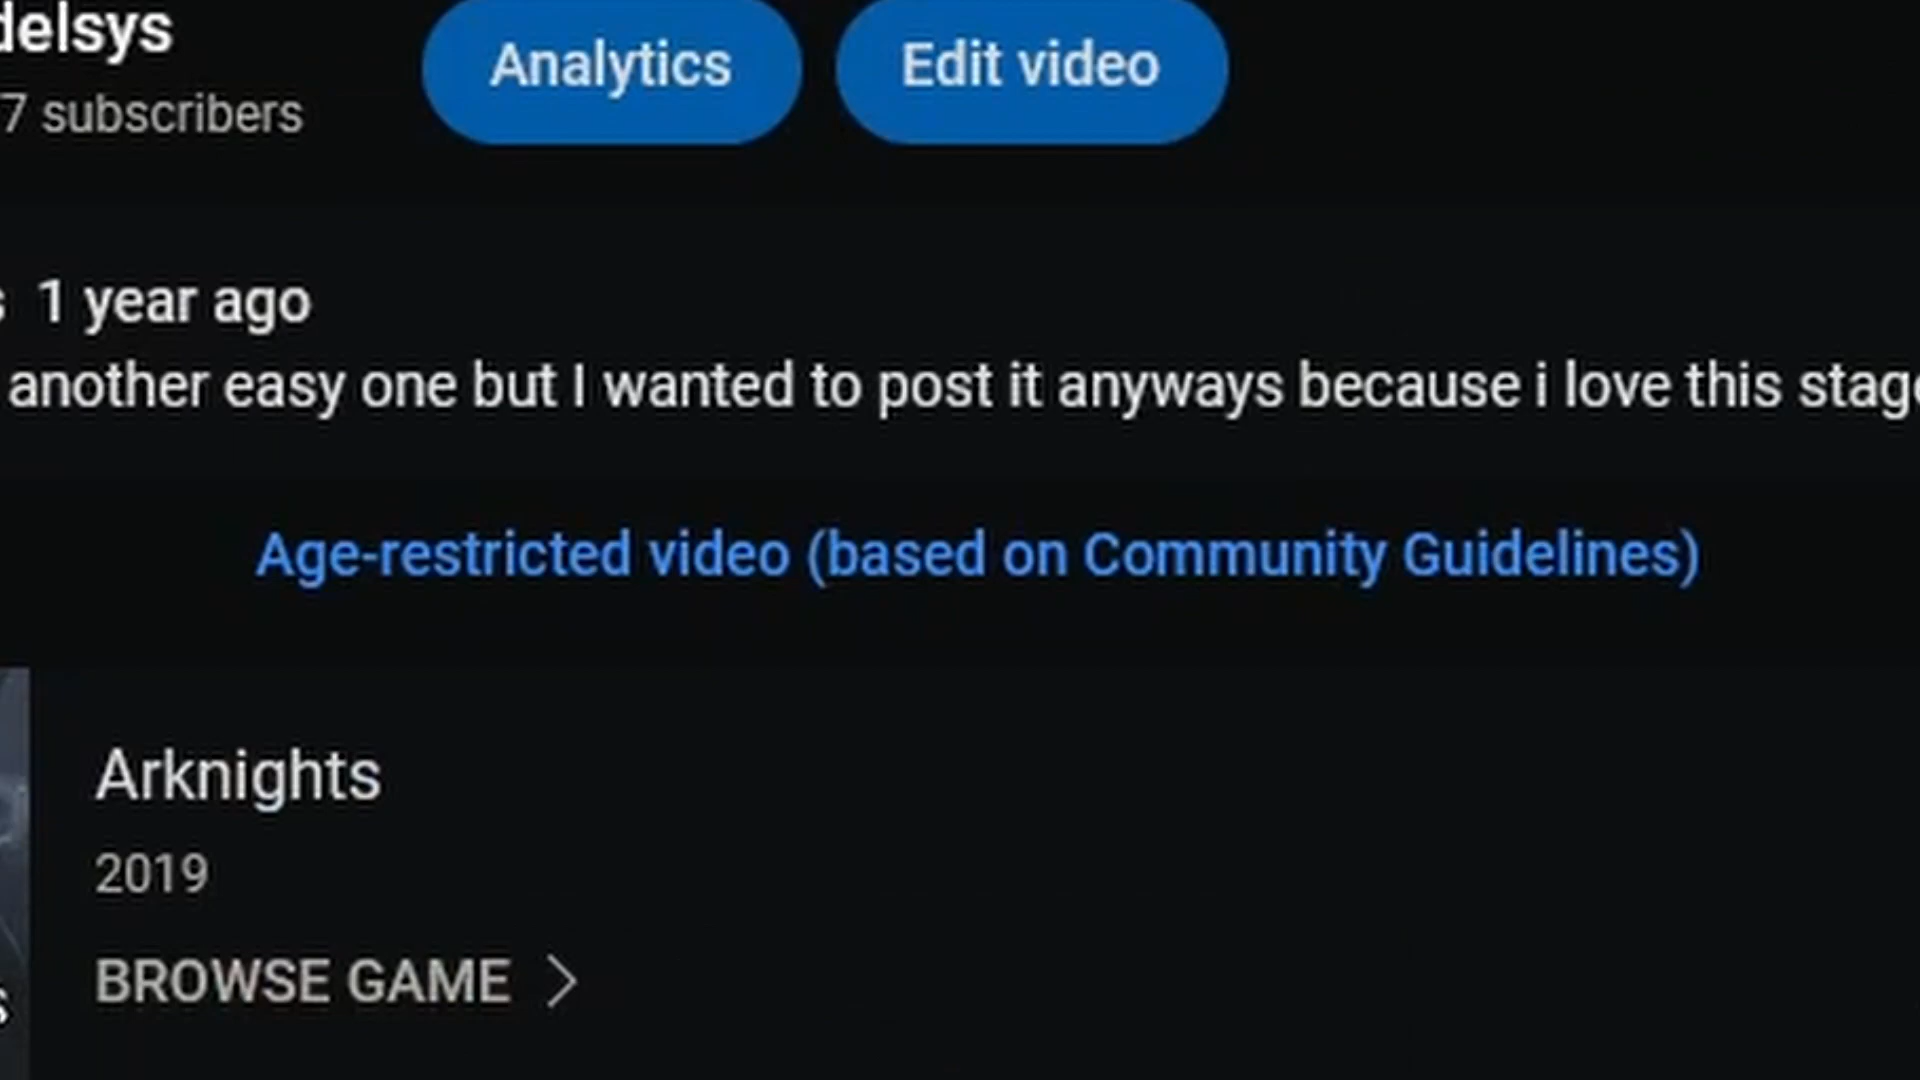 delsys
Analytics
Edit video
7 subscribers
1 year ago
another easy one but I wanted to post it anyways because i love this stage
Age-restricted video (based on Community Guidelines)
Arknights
2019
BROWSE GAME